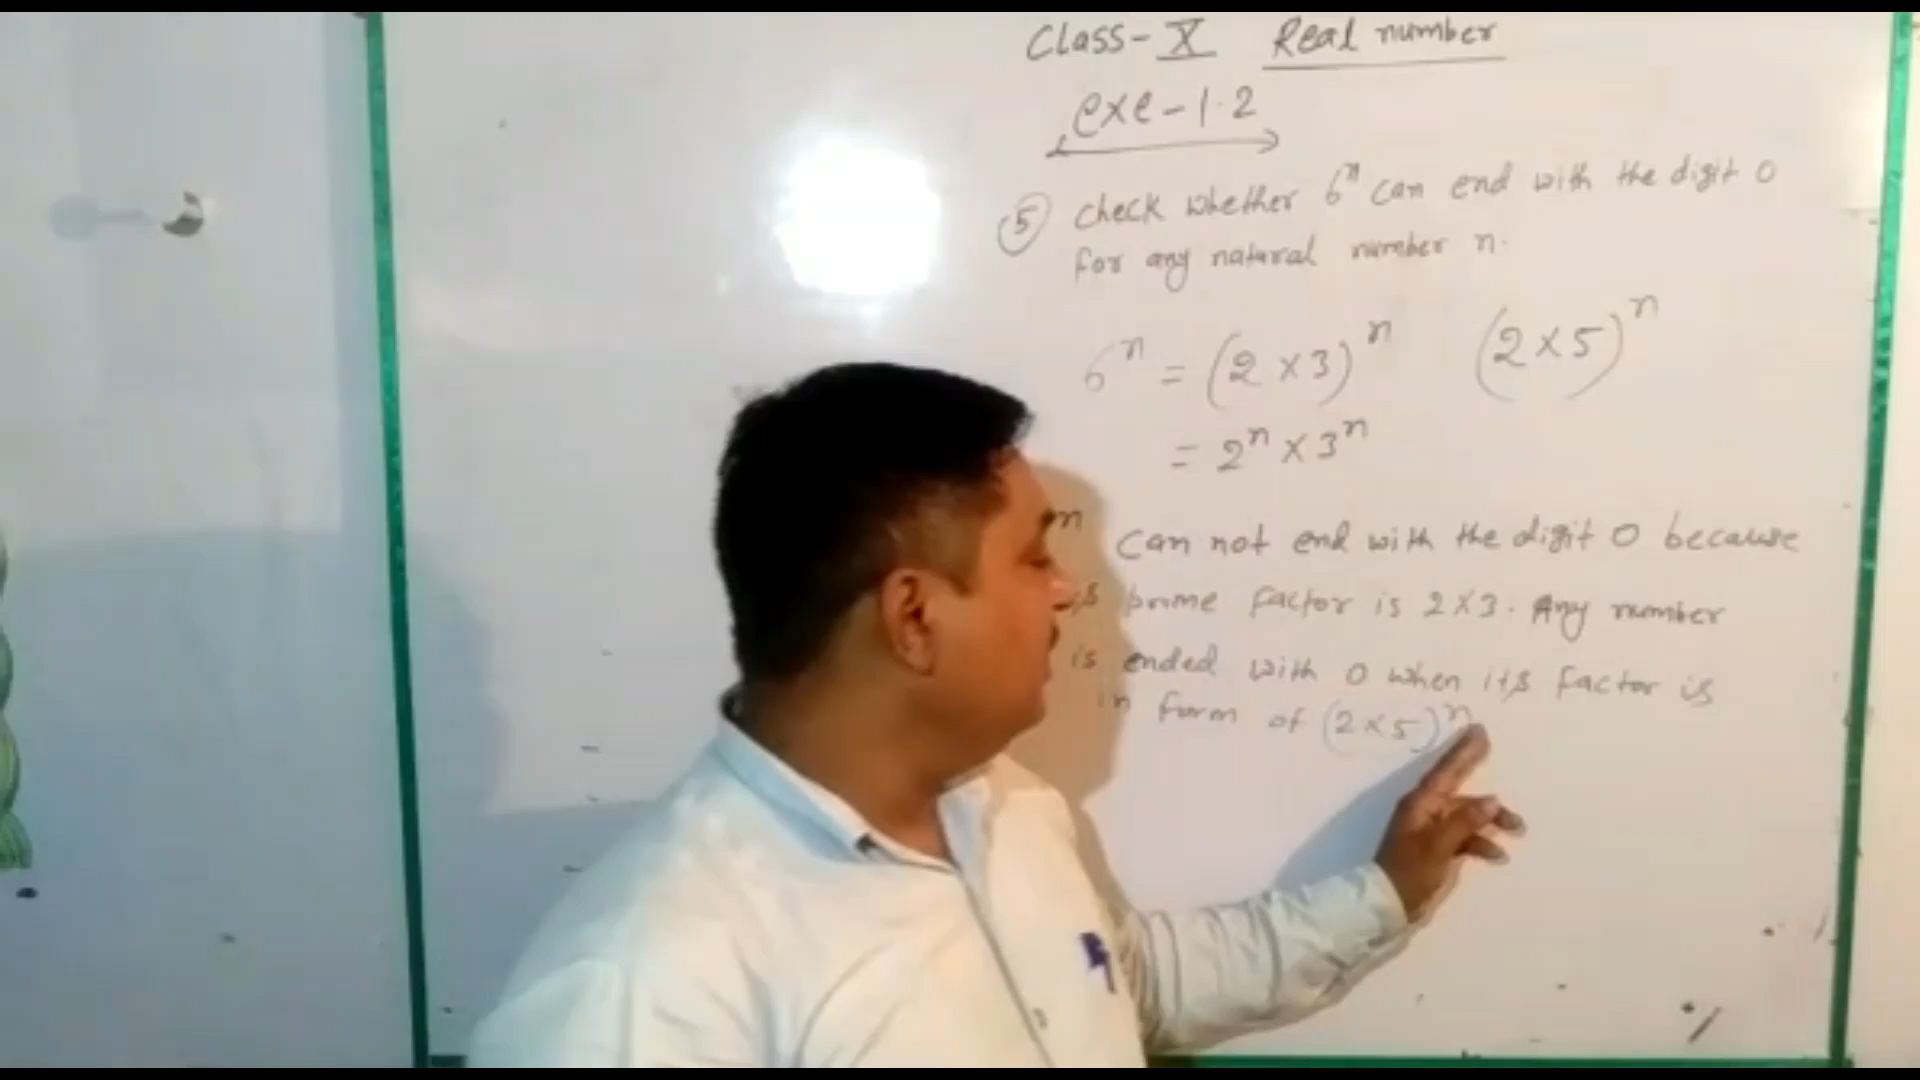 Class- X Real number
exe-1.2
5 Check whether 6ⁿ can end with the digit 0
for any natural number n.
6ⁿ = (2 × 3)ⁿ (2 × 5)ⁿ
= 2ⁿ × 3ⁿ
n can not end with the digit 0 because
prime factor is 2×3. Any number
is ended with 0 when its factor is
in form of (2×5)ⁿ